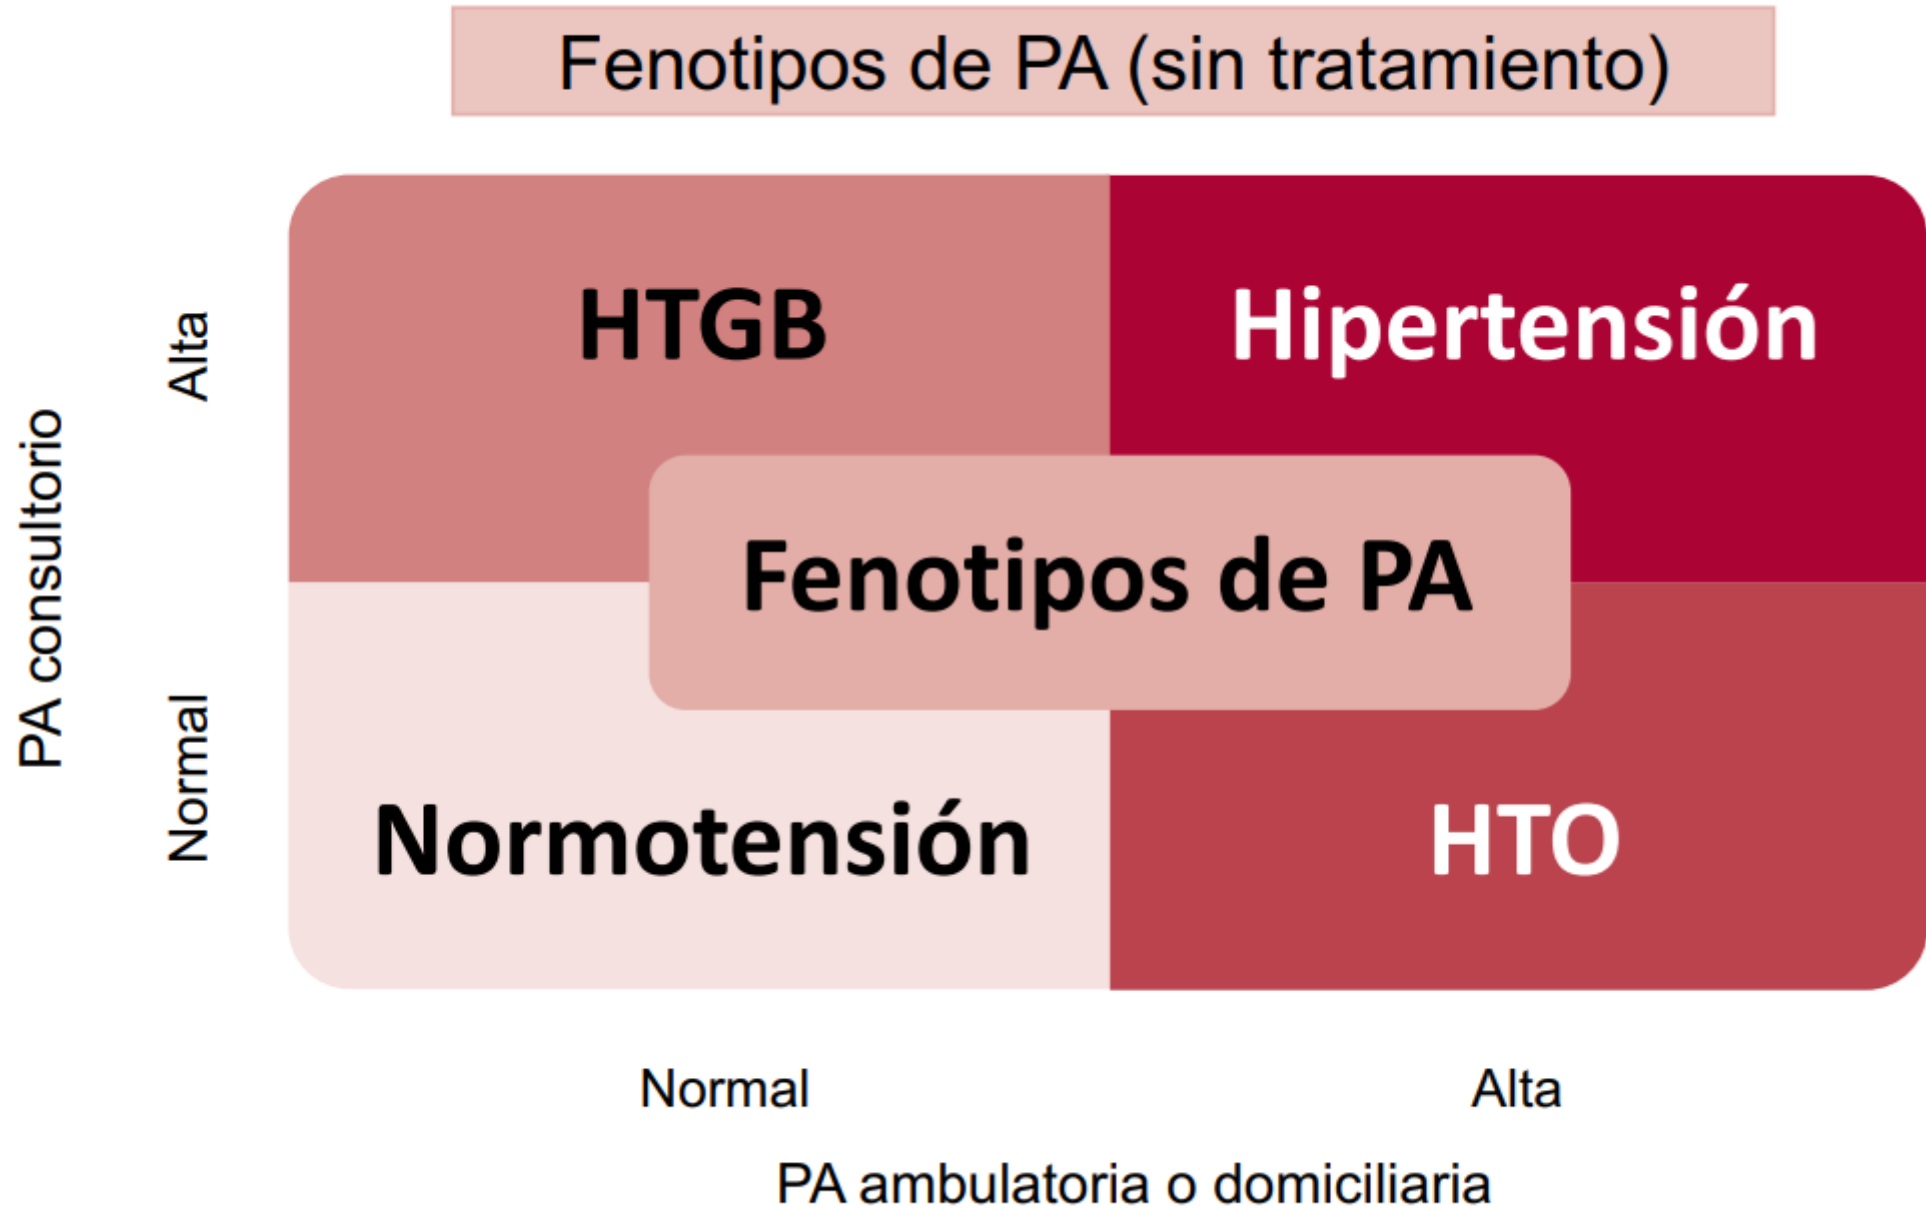 Fenotipos de PA (sin tratamiento)
PA consultorio
Alta
Normal
HTGB
Hipertensión
Fenotipos de PA
Normotensión
HTO
Normal
Alta
PA ambulatoria o domiciliaria